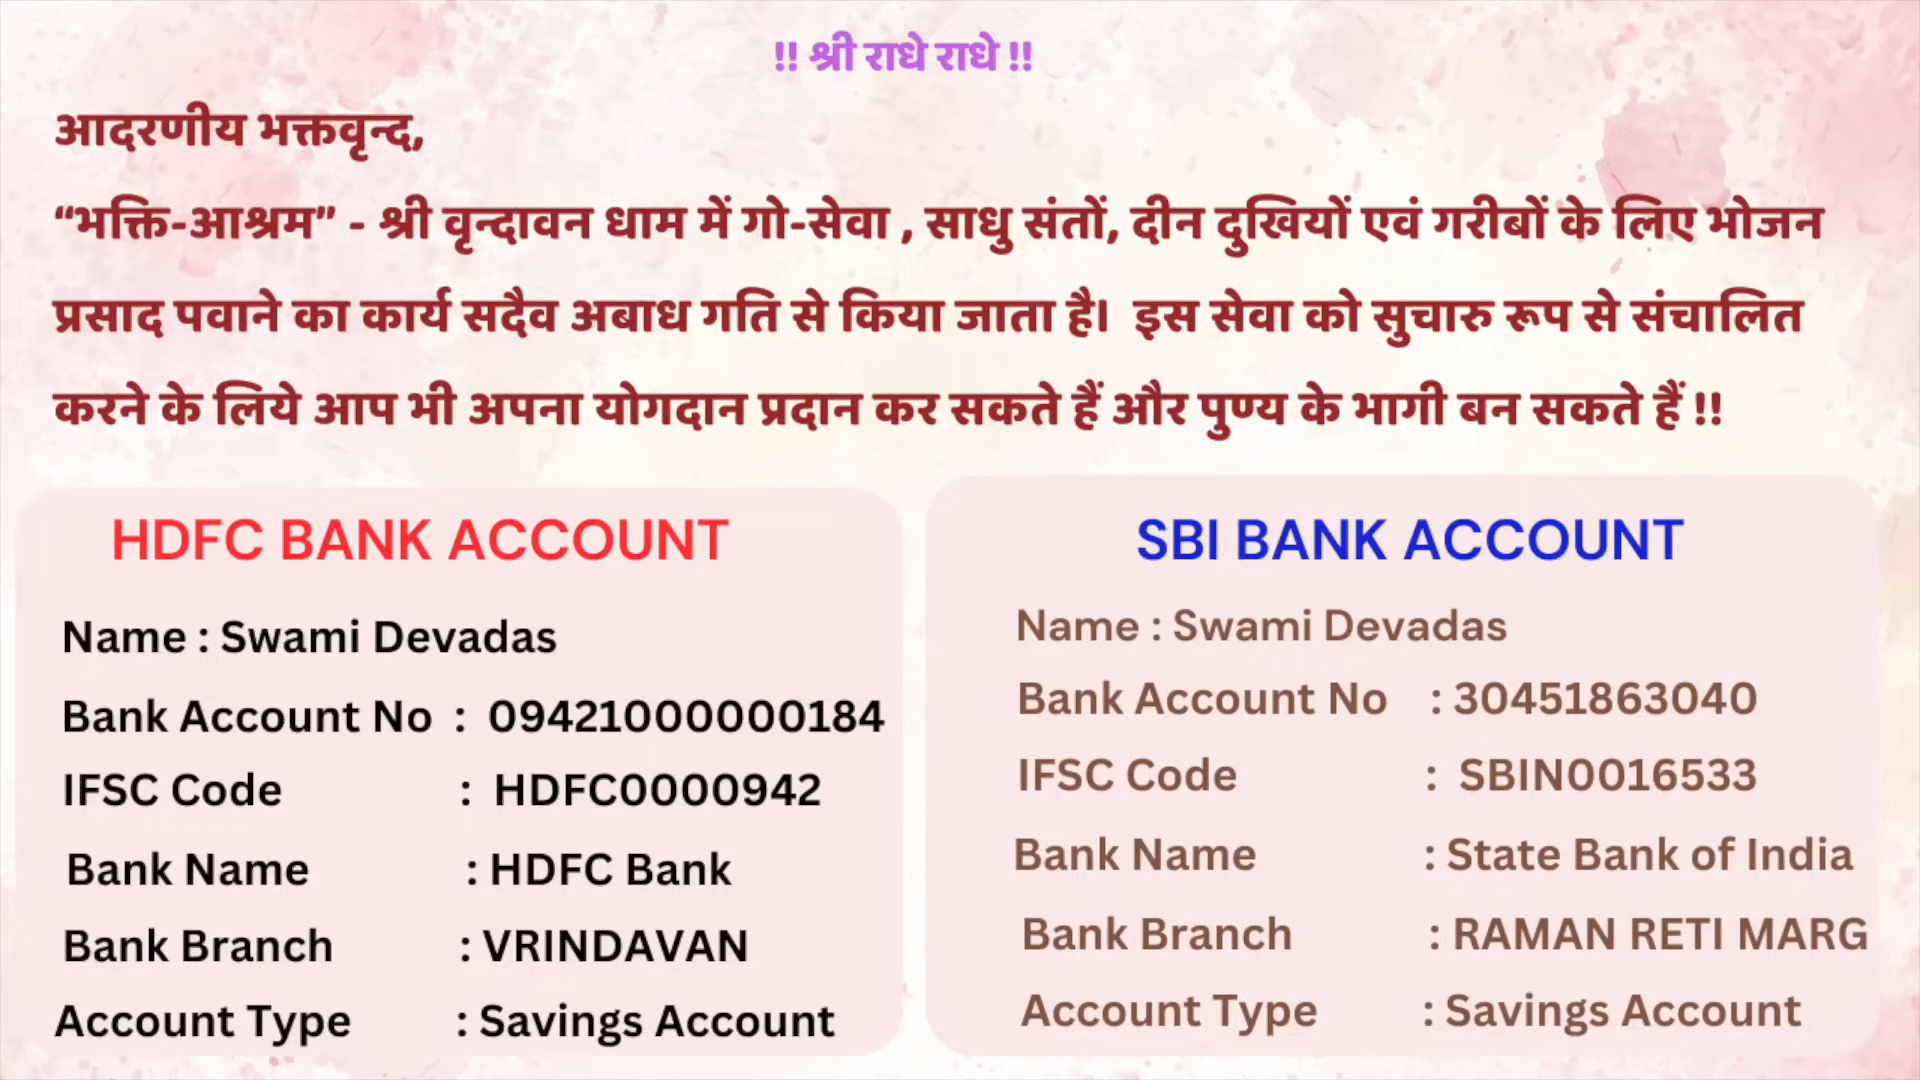 !! श्री राधे राधे !!
आदरणीय भक्तवृन्द,
“भक्ति-आश्रम” - श्री वृन्दावन धाम में गो-सेवा , साधु संतों, दीन दुखियों एवं गरीबों के लिए भोजन
प्रसाद पवाने का कार्य सदैव अबाध गति से किया जाता है। इस सेवा को सुचारु रूप से संचालित
करने के लिये आप भी अपना योगदान प्रदान कर सकते हैं और पुण्य के भागी बन सकते हैं !!
HDFC BANK ACCOUNT
Name : Swami Devadas
Bank Account No : 09421000000184
IFSC Code : HDFC0000942
Bank Name : HDFC Bank
Bank Branch : VRINDAVAN
Account Type : Savings Account
SBI BANK ACCOUNT
Name : Swami Devadas
Bank Account No : 30451863040
IFSC Code : SBIN0016533
Bank Name : State Bank of India
Bank Branch : RAMAN RETI MARG
Account Type : Savings Account